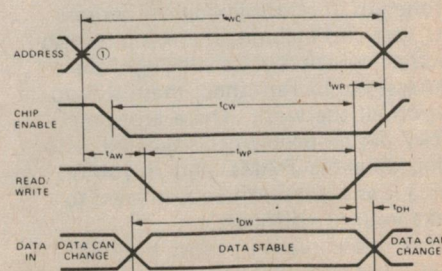 tWC
ADDRESS
①
tWR
CHIP
ENABLE
tCW
tAW
tWP
READ/
WRITE
tDH
tDW
DATA
IN
DATA CAN
CHANGE
DATA STABLE
DATA CAN
CHANGE